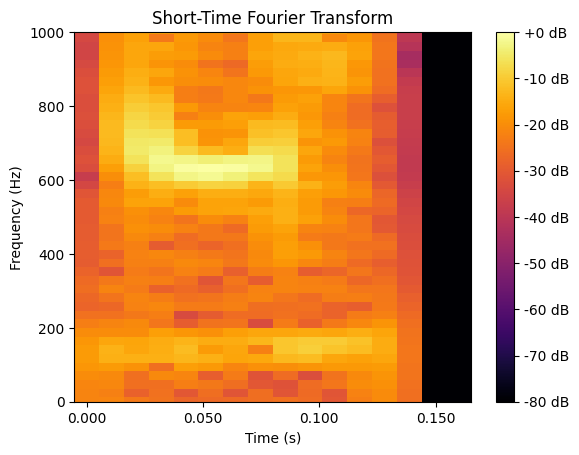 Short-Time Fourier Transform
1000
800
600
400
200
0
Frequency (Hz)
0.000
0.050
0.100
0.150
Time (s)
+0 dB
-10 dB
-20 dB
-30 dB
-40 dB
-50 dB
-60 dB
-70 dB
-80 dB